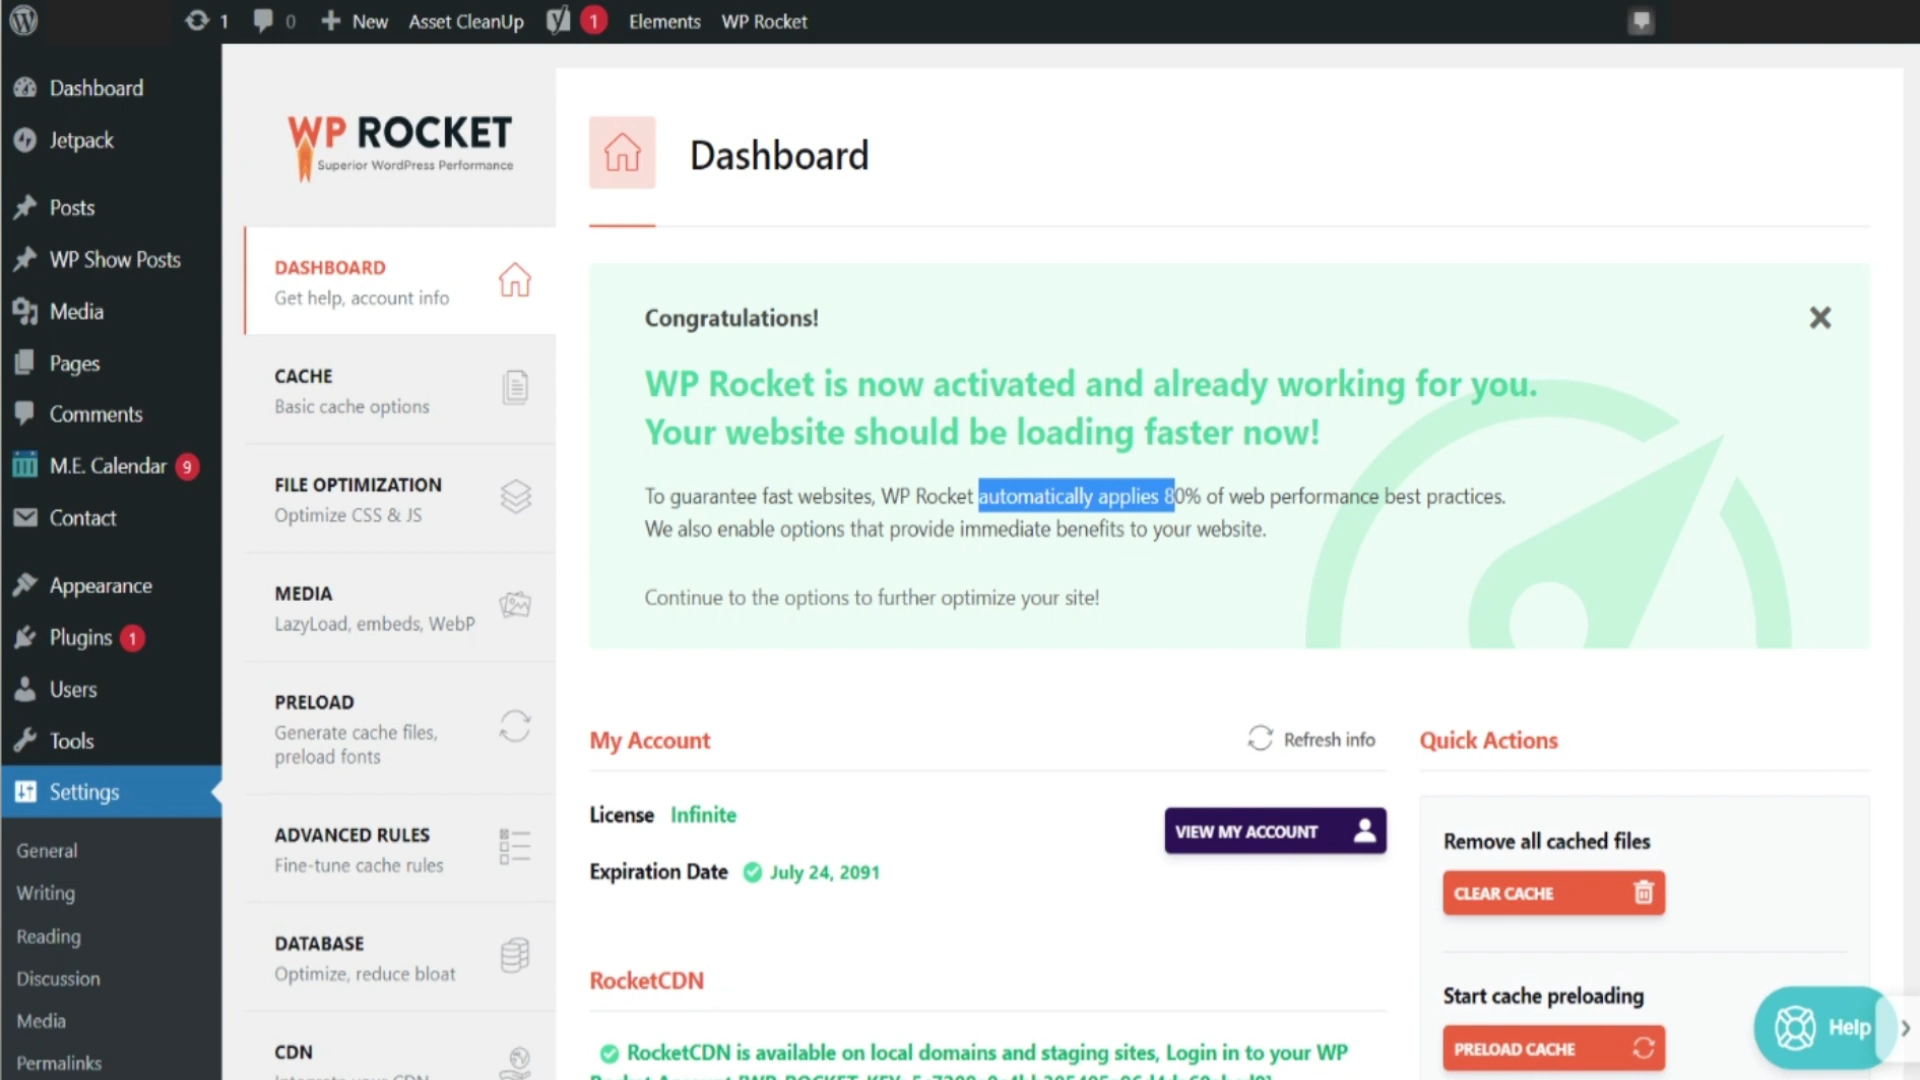 1
0
New
Asset CleanUp
1
Elements
WP Rocket
Dashboard
Jetpack
Posts
WP Show Posts
Media
Pages
Comments
M.E. Calendar 9
Contact
Appearance
Plugins 1
Users
Tools
Settings
General
Writing
Reading
Discussion
Media
Permalinks
WP ROCKET
Superior WordPress Performance
DASHBOARD
Get help, account info
CACHE
Basic cache options
FILE OPTIMIZATION
Optimize CSS & JS
MEDIA
LazyLoad, embeds, WebP
PRELOAD
Generate cache files,
preload fonts
ADVANCED RULES
Fine-tune cache rules
DATABASE
Optimize, reduce bloat
CDN
Dashboard
Congratulations!
WP Rocket is now activated and already working for you.
Your website should be loading faster now!
To guarantee fast websites, WP Rocket automatically applies 80% of web performance best practices.
We also enable options that provide immediate benefits to your website.
Continue to the options to further optimize your site!
My Account
Refresh info
License Infinite
VIEW MY ACCOUNT
Expiration Date July 24, 2091
RocketCDN
RocketCDN is available on local domains and staging sites, Login in to your WP
Quick Actions
Remove all cached files
CLEAR CACHE
Start cache preloading
PRELOAD CACHE
Help